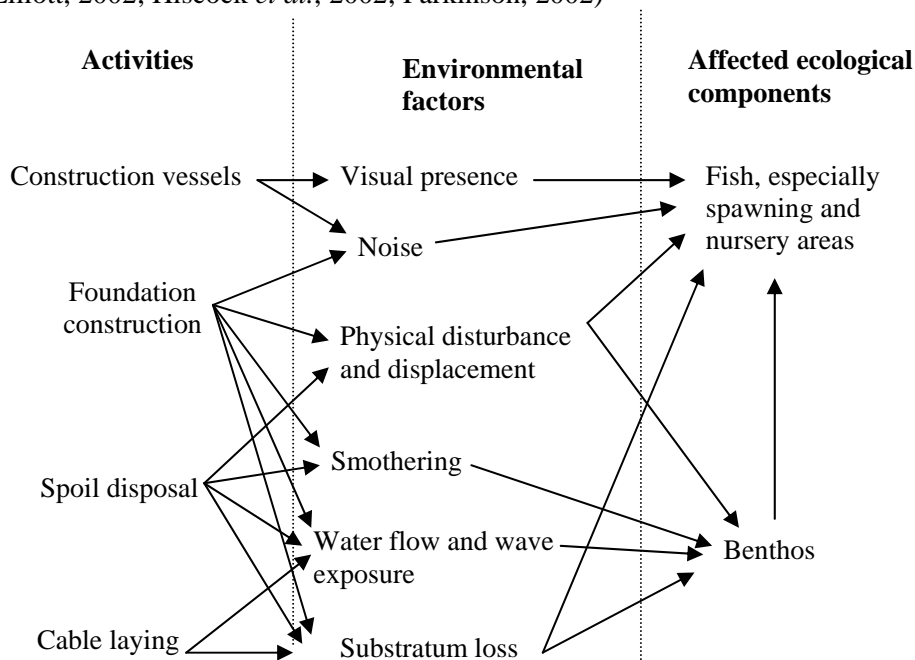 Elliott, 2002; Hiscock et al., 2002; Parkinson, 2002)
Activities
Environmental
factors
Affected ecological
components
Construction vessels
Visual presence
Fish, especially
spawning and
nursery areas
Noise
Foundation
construction
Physical disturbance
and displacement
Smothering
Spoil disposal
Water flow and wave
exposure
Benthos
Cable laying
Substratum loss